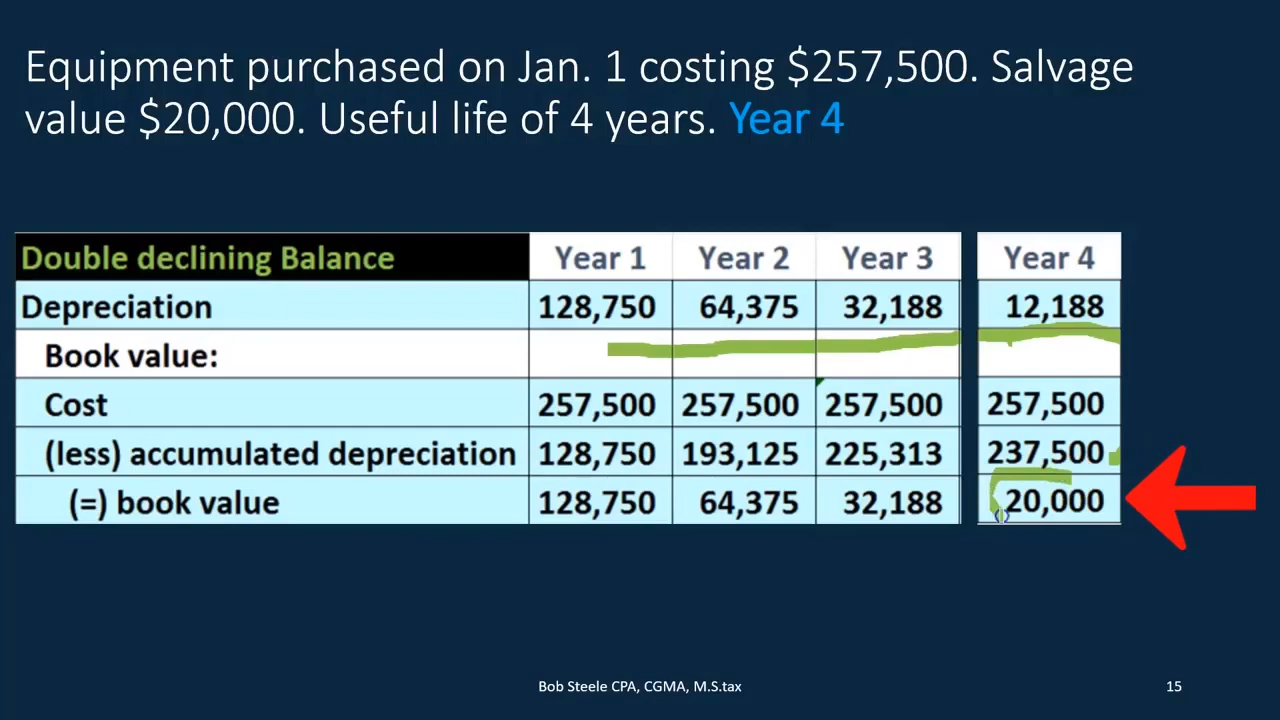 Equipment purchased on Jan. 1 costing $257,500. Salvage
value $20,000. Useful life of 4 years. Year 4
Double declining Balance Year 1 Year 2 Year 3 Year 4
Depreciation 128,750 64,375 32,188 12,188
Book value:
Cost 257,500 257,500 257,500 257,500
(less) accumulated depreciation 128,750 193,125 225,313 237,500
(=) book value 128,750 64,375 32,188 20,000
Bob Steele CPA, CGMA, M.S.tax 15